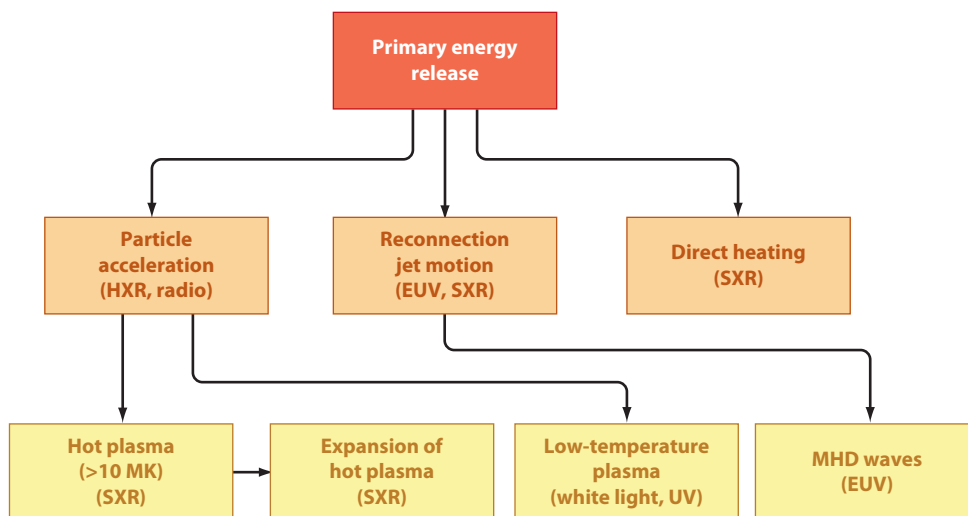 Primary energy
release
Particle
acceleration
(HXR, radio)
Reconnection
jet motion
(EUV, SXR)
Direct heating
(SXR)
Hot plasma
(>10 MK)
(SXR)
Expansion of
hot plasma
(SXR)
Low-temperature
plasma
(white light, UV)
MHD waves
(EUV)